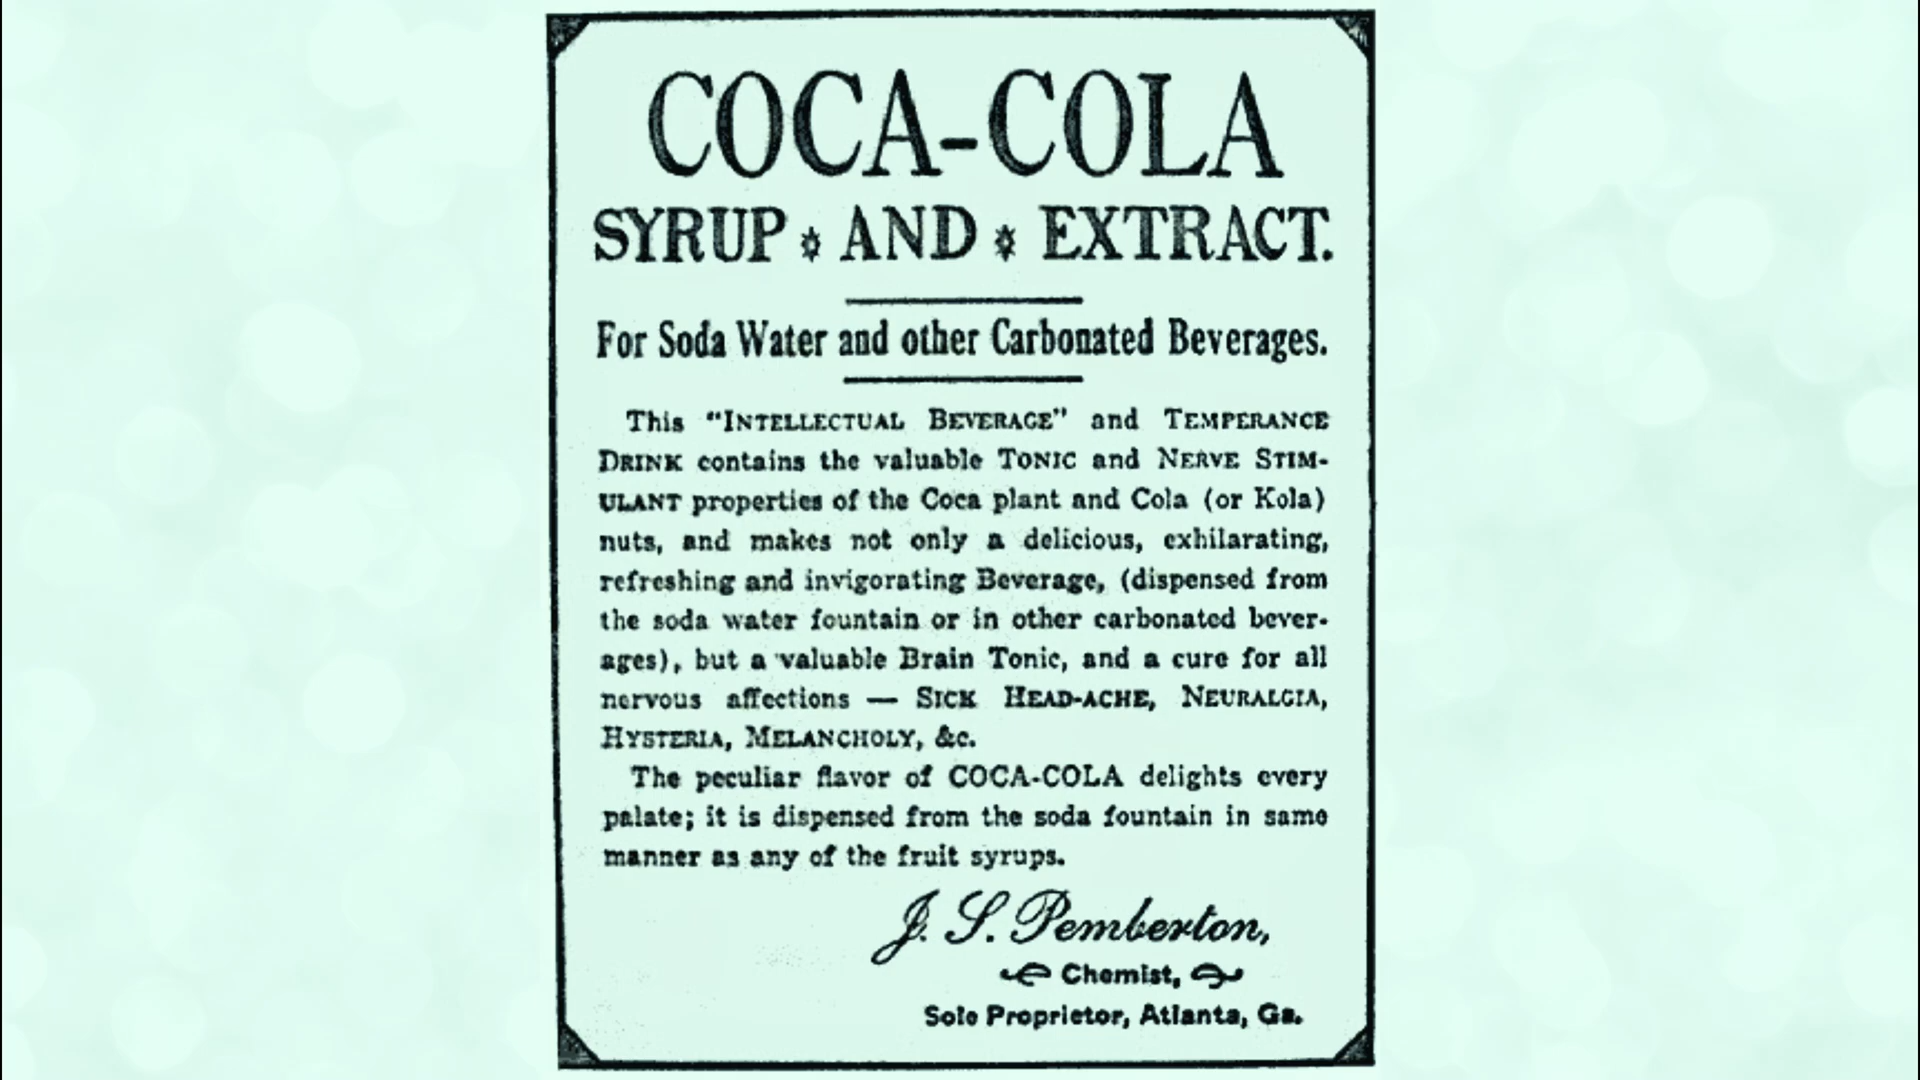 COCA-COLA
SYRUP * AND * EXTRACT.
For Soda Water and other Carbonated Beverages.
This "INTELLECTUAL BEVERAGE" and TEMPERANCE
DRINK contains the valuable TONIC and NERVE STIM-
ULANT properties of the Coca plant and Cola (or Kola)
nuts, and makes not only a delicious, exhilarating,
refreshing and invigorating Beverage, (dispensed from
the soda water fountain or in other carbonated bever-
ages), but a valuable Brain Tonic, and a cure for all
nervous affections — SICK HEAD-ACHE, NEURALGIA,
HYSTERIA, MELANCHOLY, &c.
The peculiar flavor of COCA-COLA delights every
palate; it is dispensed from the soda fountain in same
manner as any of the fruit syrups.
J. S. Pemberton,
Chemist,
Sole Proprietor, Atlanta, Ga.